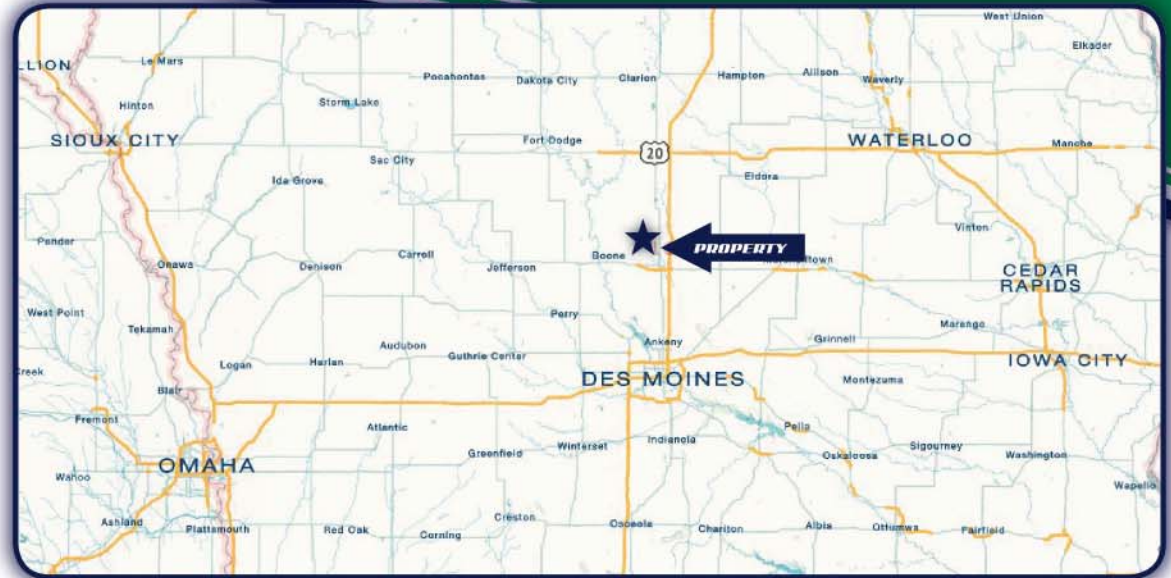 West Union
Elkader
LLION
Le Mars
Pocahontas
Dakota City
Clarion
Hampton
Allison
Waverly
Hinton
Storm Lake
SIOUX CITY
Fort Dodge
20
WATERLOO
Manche
Sac City
Ida Grove
Eldora
Vinton
Pender
Onawa
Denison
Carroll
Jefferson
Boone
PROPERTY
CEDAR
RAPIDS
West Point
Tekamah
Perry
Marengo
Logan
Harlan
Audubon
Guthrie Center
Ankeny
Grinnell
IOWA CITY
Creek
Blair
DES MOINES
Montezuma
Fremont
Atlantic
Pella
OMAHA
Greenfield
Winterset
Indianola
Oskaloosa
Sigourney
Washington
Wahoo
Wapello
Ashland
Plattsmouth
Red Oak
Corning
Creston
Osceola
Chariton
Albia
Ottumwa
Fairfield